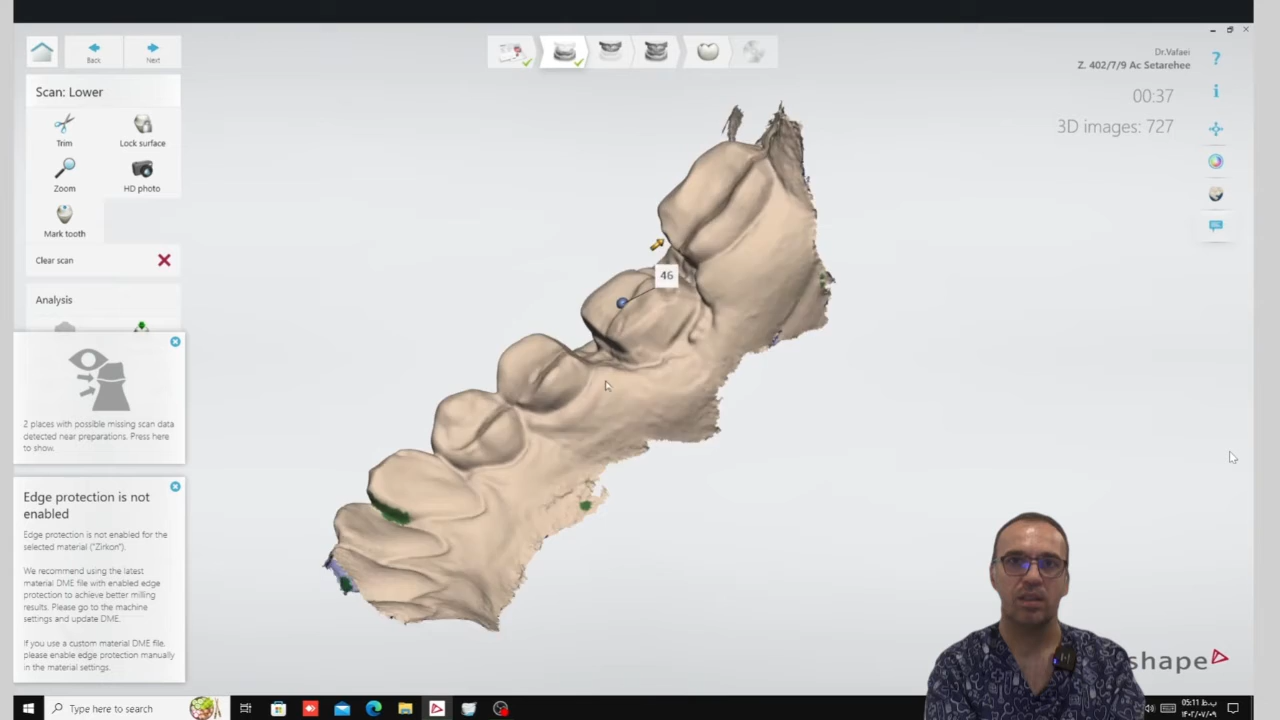 Dr.Vafaei
Z. 402/7/9 Ac Setarehee
00:37
3D images: 727
Back
Next
Scan: Lower
Trim
Lock surface
Zoom
HD photo
Mark tooth
Clear scan
Analysis
46
2 places with possible missing scan data
detected near preparations. Press here
to show.
Edge protection is not
enabled
Edge protection is not enabled for the
selected material ("Zirkon").
We recommend using the latest
material DME file with enabled edge
protection to achieve better milling
results. Please go to the machine
settings and update DME.
If you use a custom material DME file,
please enable edge protection manually
in the material settings.
shape
Type here to search
05:11 ب.ظ
۱۴۰۲/۰۷/۰۹